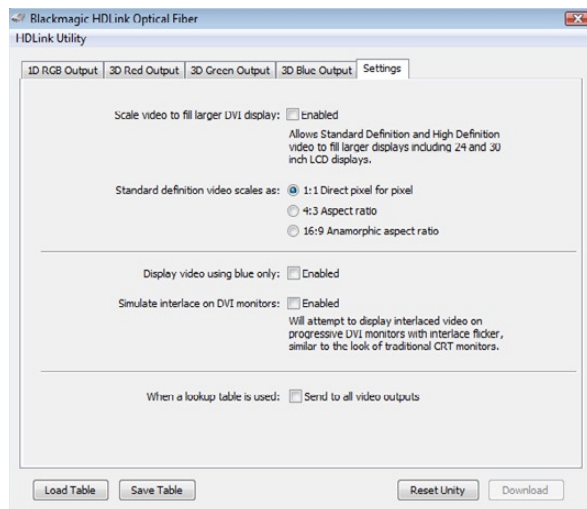 Blackmagic HDLink Optical Fiber
HDLink Utility
1D RGB Output 3D Red Output 3D Green Output 3D Blue Output Settings
Scale video to fill larger DVI display: Enabled
Allows Standard Definition and High Definition
video to fill larger displays including 24 and 30
inch LCD displays.
Standard definition video scales as: 1:1 Direct pixel for pixel
4:3 Aspect ratio
16:9 Anamorphic aspect ratio
Display video using blue only: Enabled
Simulate interlace on DVI monitors: Enabled
Will attempt to display interlaced video on
progressive DVI monitors with interlace flicker,
similar to the look of traditional CRT monitors.
When a lookup table is used: Send to all video outputs
Load Table Save Table Reset Unity Download